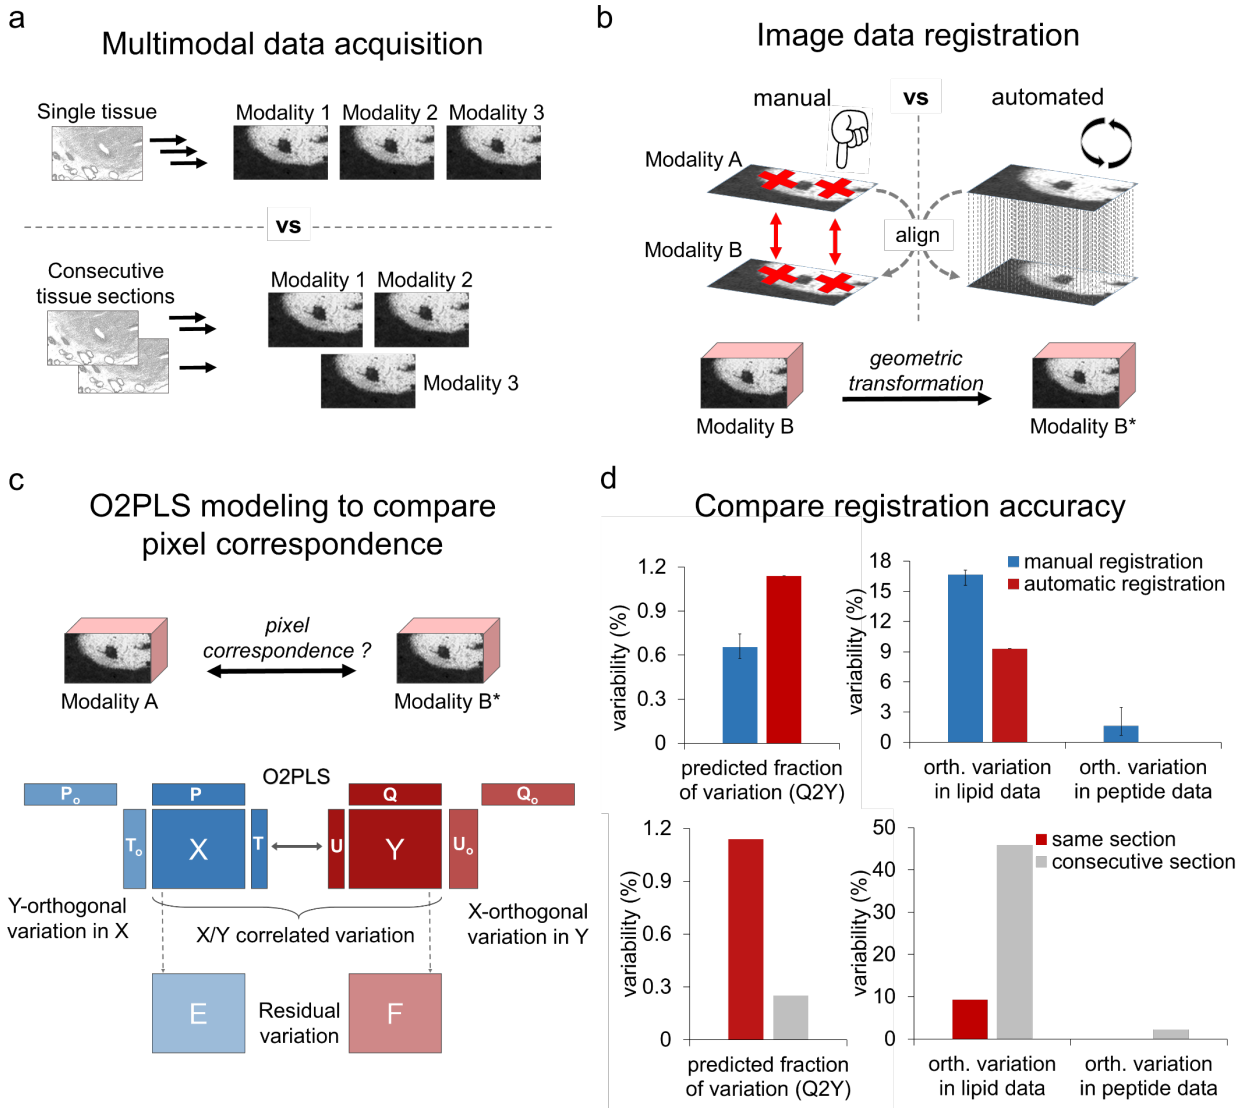 a
Multimodal data acquisition
Single tissue
Modality 1
Modality 2
Modality 3
vs
Consecutive
tissue sections
Modality 1
Modality 2
Modality 3
b
Image data registration
manual
vs
automated
Modality A
Modality B
align
geometric
transformation
Modality B
Modality B*
c
O2PLS modeling to compare
pixel correspondence
pixel
correspondence ?
Modality A
Modality B*
O2PLS
Po
P
Q
Qo
To
X
T
U
Y
Uo
Y-orthogonal
variation in X
X/Y correlated variation
X-orthogonal
variation in Y
E
Residual
variation
F
d
Compare registration accuracy
variability (%)
1.2
0.9
0.6
0.3
0
predicted fraction
of variation (Q2Y)
variability (%)
18
15
12
9
6
3
0
manual registration
automatic registration
orth. variation
in lipid data
orth. variation
in peptide data
variability (%)
1.2
0.9
0.6
0.3
0
predicted fraction
of variation (Q2Y)
variability (%)
50
40
30
20
10
0
same section
consecutive section
orth. variation
in lipid data
orth. variation
in peptide data